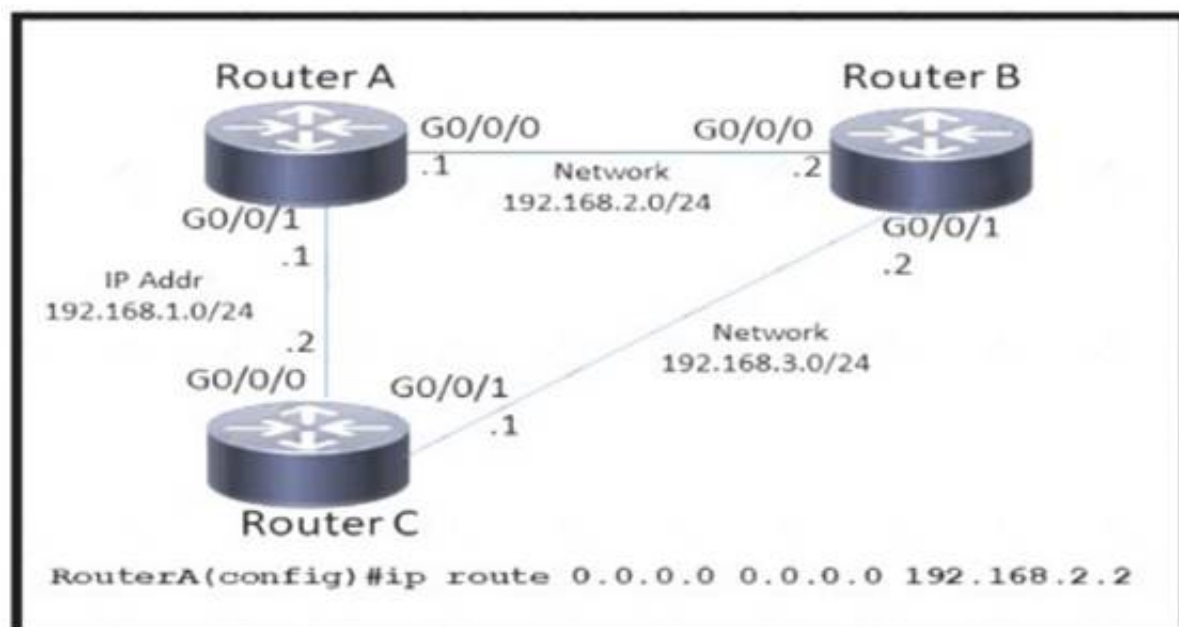 Router A
Router B
G0/0/0
G0/0/0
.1
.2
Network
192.168.2.0/24
G0/0/1
.1
G0/0/1
.2
IP Addr
192.168.1.0/24
Network
192.168.3.0/24
.2
G0/0/0
G0/0/1
.1
Router C
RouterA(config)#ip route 0.0.0.0 0.0.0.0 192.168.2.2